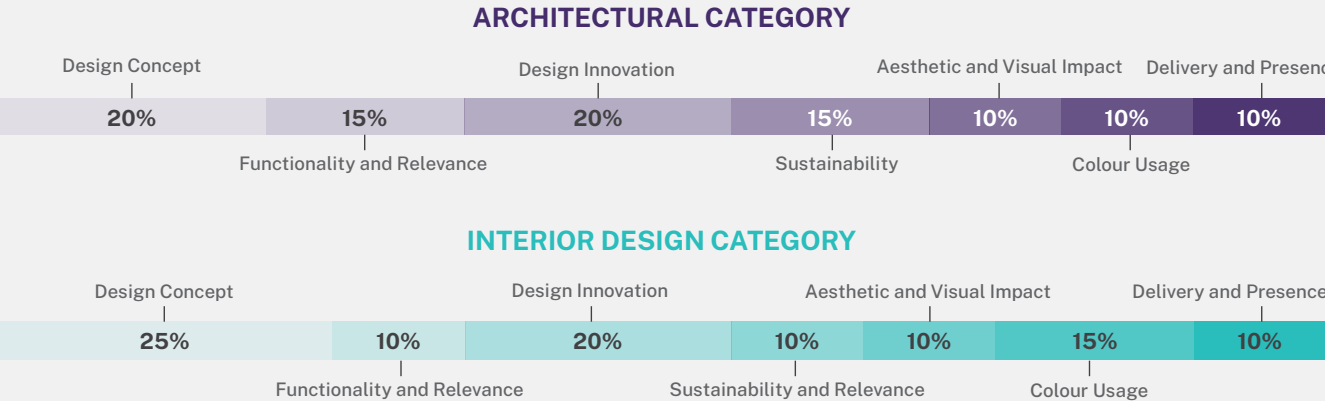 ARCHITECTURAL CATEGORY
Design Concept
Design Innovation
Aesthetic and Visual Impact
Delivery and
20% 15% 20% 15% 10% 10% 10%
Functionality and Relevance
Sustainability
Colour Usage
INTERIOR DESIGN CATEGORY
Design Concept
Design Innovation
Aesthetic and Visual Impact
Delivery and Presence
25% 10% 20% 10% 10% 15% 10%
Functionality and Relevance
Sustainability and Relevance
Colour Usage